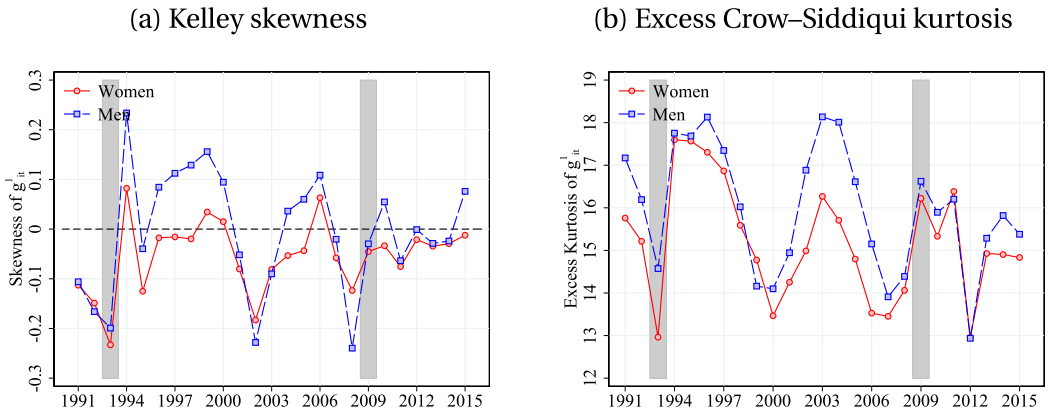 (a) Kelley skewness
Skewness of g¹ᵢₜ
0.3
0.2
0.1
0
-0.1
-0.2
-0.3
Women
Men
1991 1994 1997 2000 2003 2006 2009 2012 2015
(b) Excess Crow–Siddiqui kurtosis
Excess Kurtosis of g¹ᵢₜ
19
18
17
16
15
14
13
12
Women
Men
1991 1994 1997 2000 2003 2006 2009 2012 2015